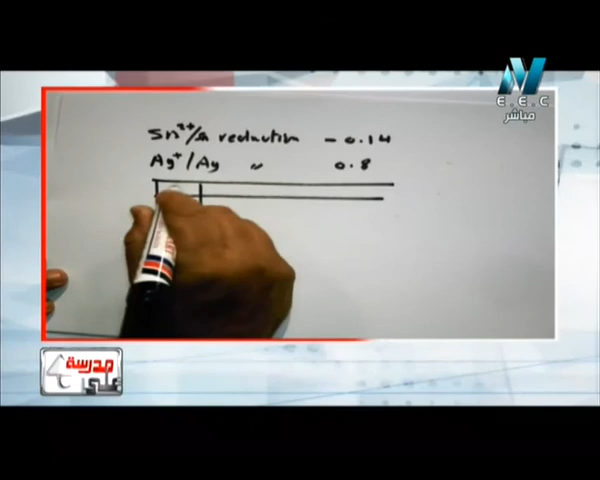 E.E.C
مباشر
Sn²⁺/Sn reduction − 0.14
Ag⁺/Ag 〃 0.8
مدرسة
على